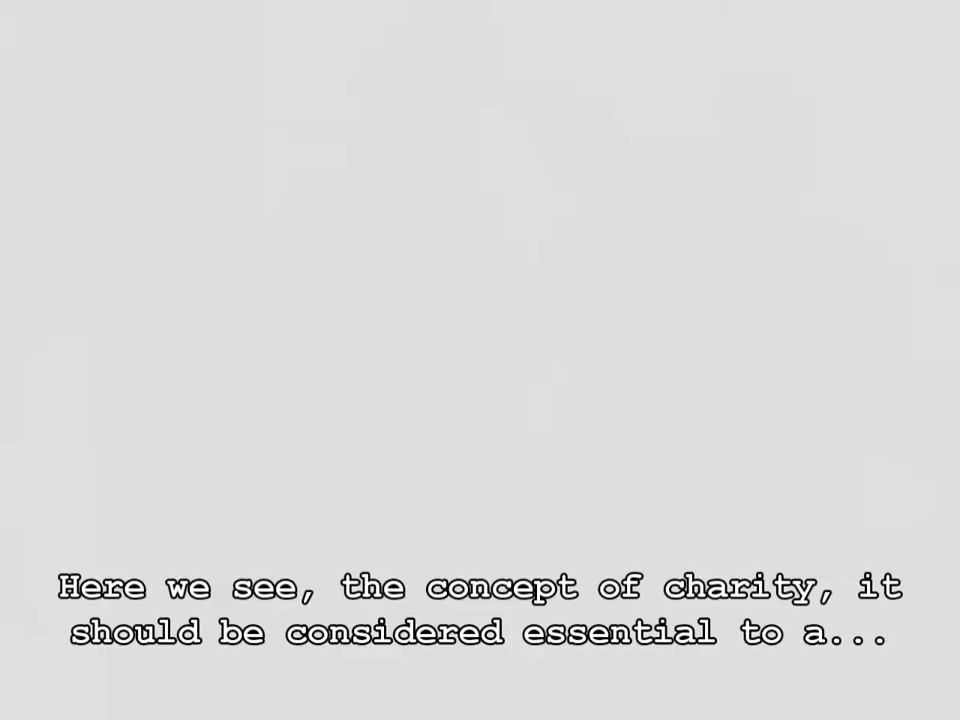 Here we see, the concept of charity, it
should be considered essential to a...